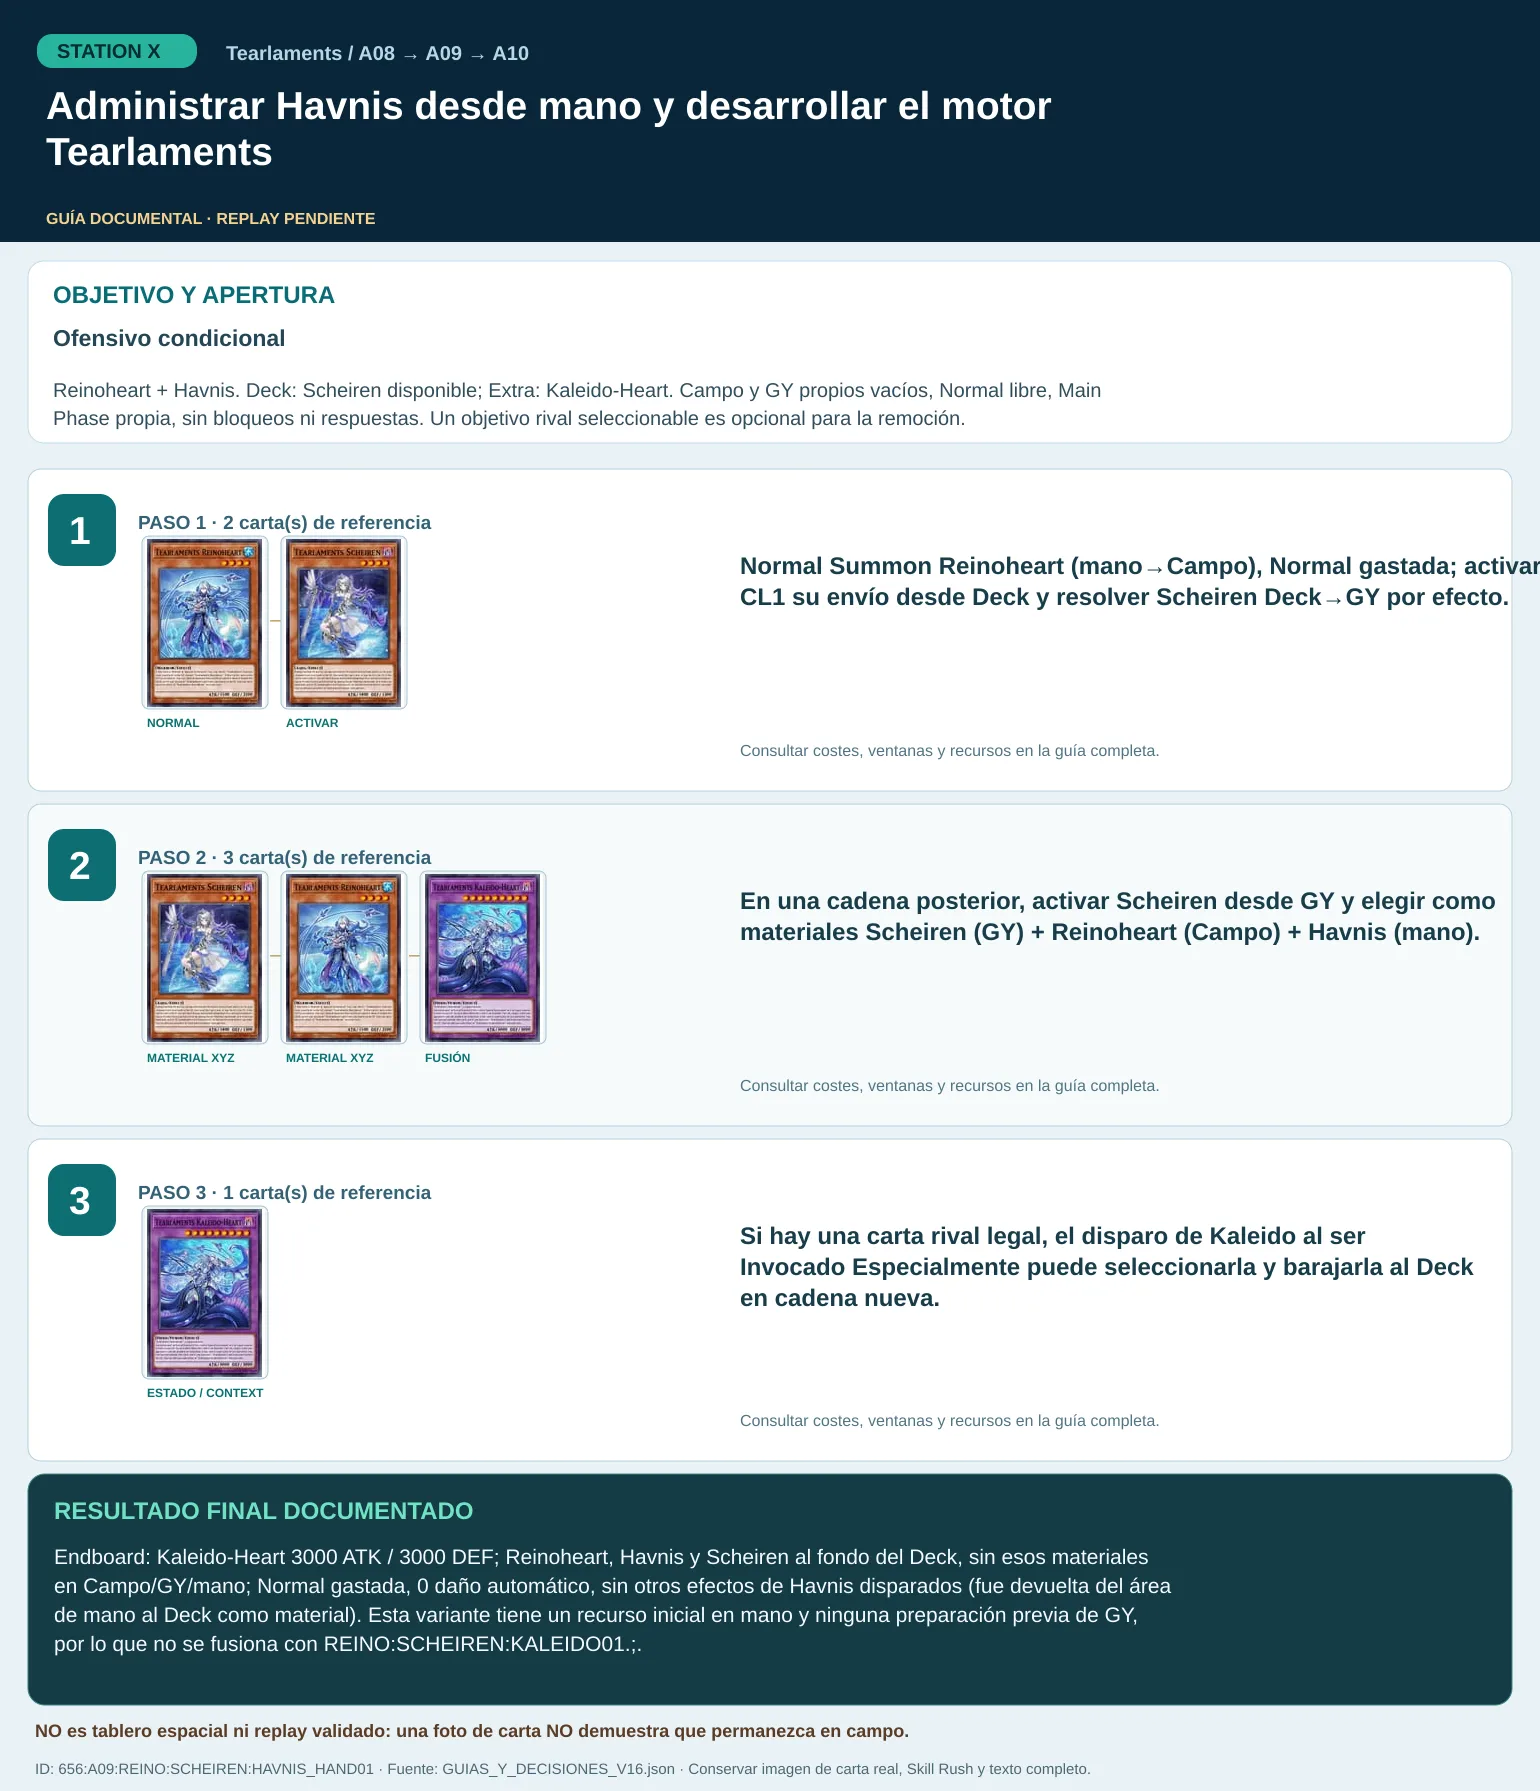 STATION X
Tearlaments / A08 → A09 → A10
Administrar Havnis desde mano y desarrollar el motor
Tearlaments
GUÍA DOCUMENTAL · REPLAY PENDIENTE
OBJETIVO Y APERTURA
Ofensivo condicional
Reinoheart + Havnis. Deck: Scheiren disponible; Extra: Kaleido-Heart. Campo y GY propios vacíos, Normal libre, Main
Phase propia, sin bloqueos ni respuestas. Un objetivo rival seleccionable es opcional para la remoción.
1
PASO 1 · 2 carta(s) de referencia
Tearlaments Reinoheart
Tearlaments Scheiren
NORMAL
ACTIVAR
Normal Summon Reinoheart (mano→Campo), Normal gastada; activar
CL1 su envío desde Deck y resolver Scheiren Deck→GY por efecto.
Consultar costes, ventanas y recursos en la guía completa.
2
PASO 2 · 3 carta(s) de referencia
Tearlaments Scheiren
Tearlaments Reinoheart
Tearlaments Kaleido-Heart
MATERIAL XYZ
MATERIAL XYZ
FUSIÓN
En una cadena posterior, activar Scheiren desde GY y elegir como
materiales Scheiren (GY) + Reinoheart (Campo) + Havnis (mano).
Consultar costes, ventanas y recursos en la guía completa.
3
PASO 3 · 1 carta(s) de referencia
Tearlaments Kaleido-Heart
ESTADO / CONTEXT
Si hay una carta rival legal, el disparo de Kaleido al ser
Invocado Especialmente puede seleccionarla y barajarla al Deck
en cadena nueva.
Consultar costes, ventanas y recursos en la guía completa.
RESULTADO FINAL DOCUMENTADO
Endboard: Kaleido-Heart 3000 ATK / 3000 DEF; Reinoheart, Havnis y Scheiren al fondo del Deck, sin esos materiales
en Campo/GY/mano; Normal gastada, 0 daño automático, sin otros efectos de Havnis disparados (fue devuelta del área
de mano al Deck como material). Esta variante tiene un recurso inicial en mano y ninguna preparación previa de GY,
por lo que no se fusiona con REINO:SCHEIREN:KALEIDO01.;.
NO es tablero espacial ni replay validado: una foto de carta NO demuestra que permanezca en campo.
ID: 656:A09:REINO:SCHEIREN:HAVNIS_HAND01 · Fuente: GUIAS_Y_DECISIONES_V16.json · Conservar imagen de carta real, Skill Rush y texto completo.